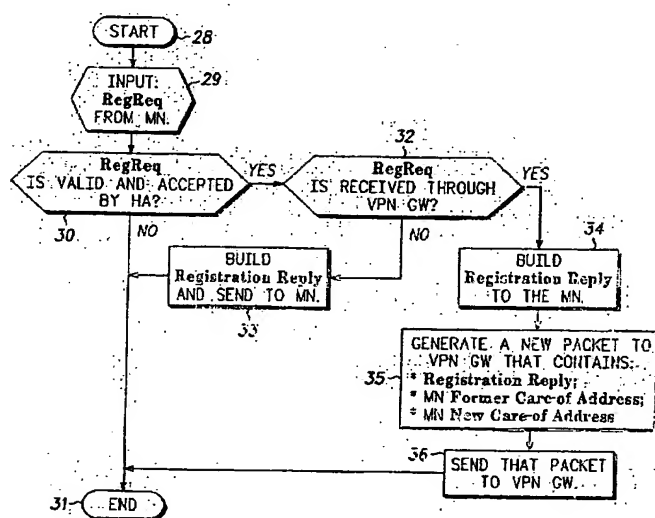 START
28
29
INPUT:
RegReq
FROM MN.
RegReq
IS VALID AND ACCEPTED
BY HA?
30
YES
NO
32
RegReq
IS RECEIVED THROUGH
VPN GW?
YES
NO
BUILD
Registration Reply
AND SEND TO MN.
33
34
BUILD
Registration Reply
TO THE MN.
GENERATE A NEW PACKET TO
VPN GW THAT CONTAINS:
* Registration Reply;
* MN Former Care-of Address;
* MN New Care-of Address
35
36
SEND THAT PACKET
TO VPN GW.
31
END